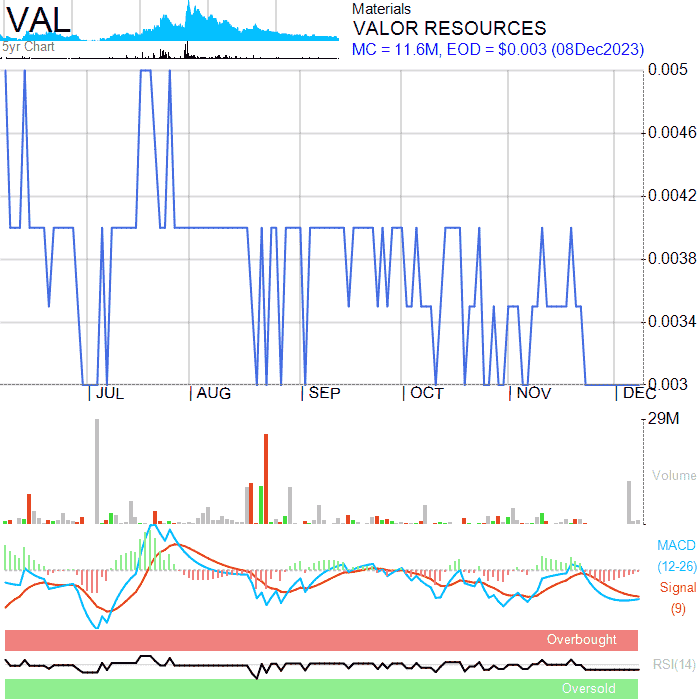 VAL
5yr Chart
Materials
VALOR RESOURCES
MC = 11.6M, EOD = $0.003 (08Dec2023)
0.005
0.0046
0.0042
0.0038
0.0034
0.003
JUL AUG SEP OCT NOV DEC
29M
Volume
MACD
(12-26)
Signal
(9)
Overbought
RSI(14)
Oversold